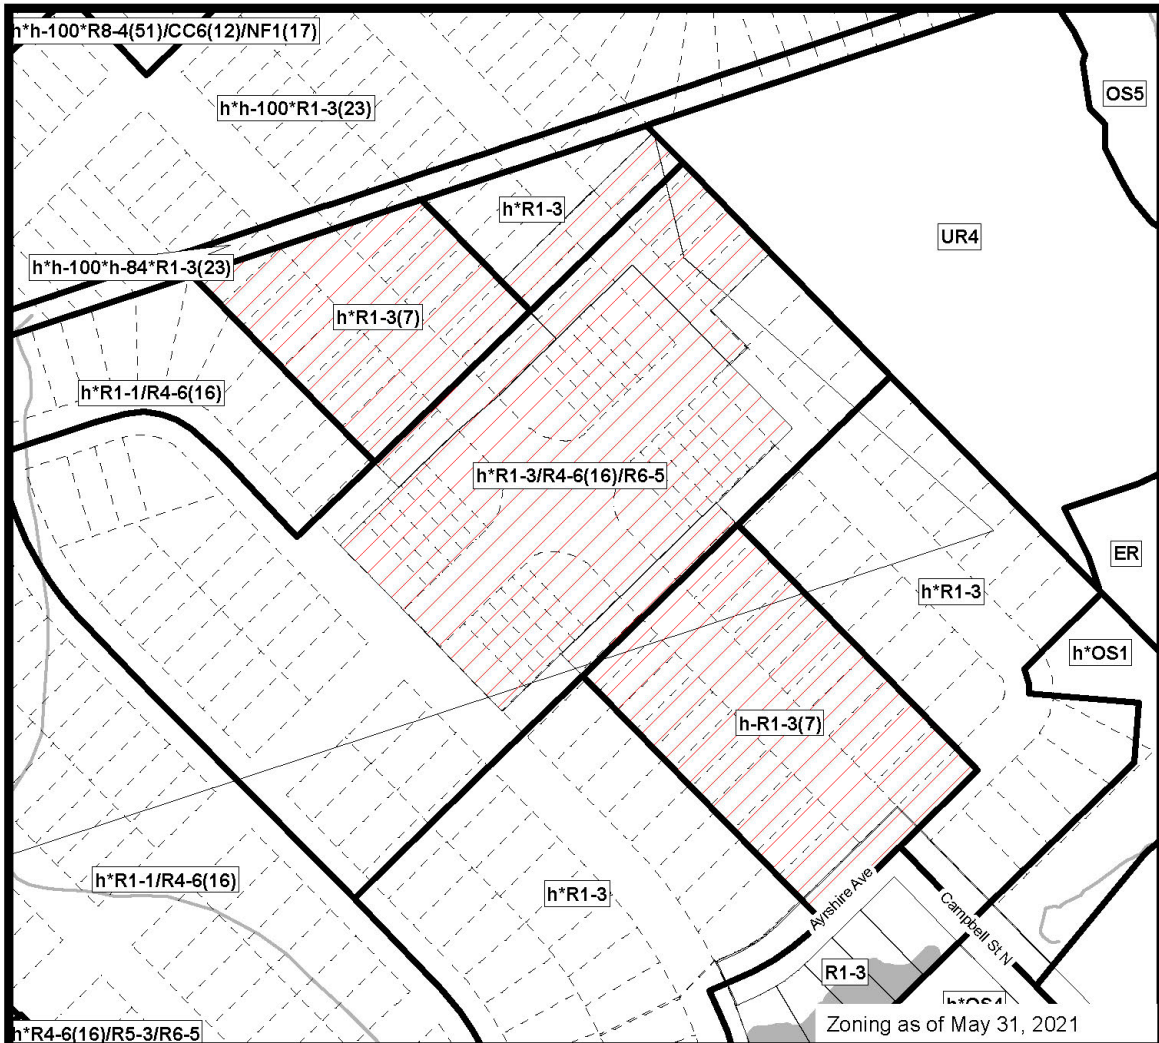 h*h-100*R8-4(51)/CC6(12)/NF1(17)
OS5
h*h-100*R1-3(23)
h*R1-3
UR4
h*h-100*h-84*R1-3(23)
h*R1-3(7)
h*R1-1/R4-6(16)
h*R1-3/R4-6(16)/R6-5
ER
h*R1-3
h*OS1
h-R1-3(7)
h*R1-1/R4-6(16)
h*R1-3
Ayrshire Ave
Campbell St N
R1-3
h*OS4
h*R4-6(16)/R5-3/R6-5
Zoning as of May 31, 2021